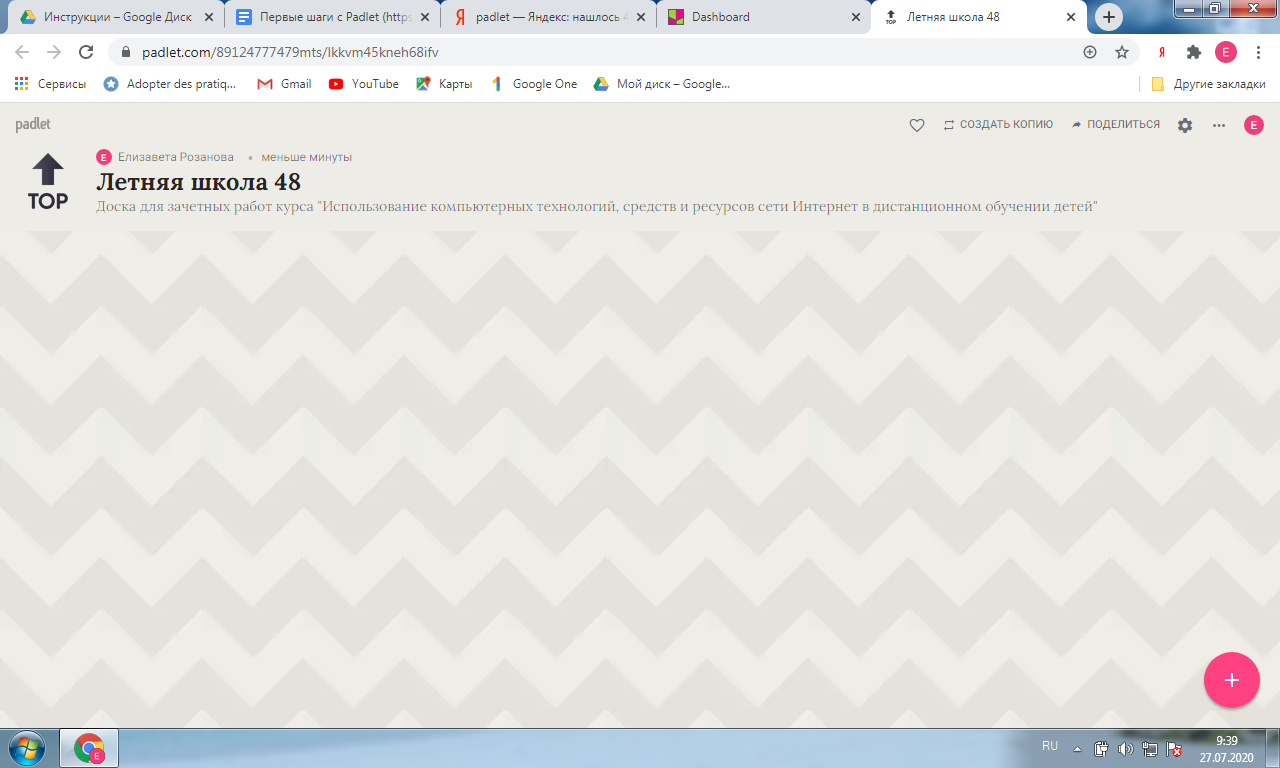 Инструкции – Google Диск
Первые шаги с Padlet (http
padlet — Яндекс: нашлось 4
Dashboard
Летняя школа 48
padlet.com/89124777479mts/lkkvm45kneh68ifv
Я
E
Сервисы
Adopter des pratiq...
Gmail
YouTube
Карты
Google One
Мой диск – Google...
Другие закладки
padlet
СОЗДАТЬ КОПИЮ
ПОДЕЛИТЬСЯ
E
TOP
E Елизавета Розанова • меньше минуты
Летняя школа 48
Доска для зачетных работ курса "Использование компьютерных технологий, средств и ресурсов сети Интернет в дистанционном обучении детей"
E
RU
9:39
27.07.2020